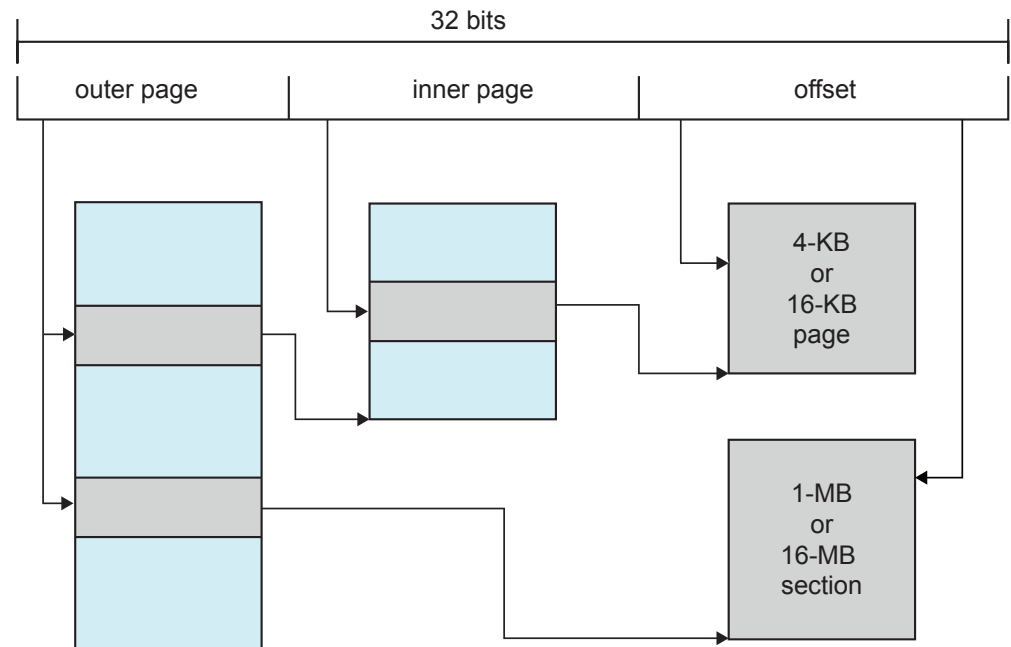 32 bits
outer page
inner page
offset
4-KB
or
16-KB
page
1-MB
or
16-MB
section